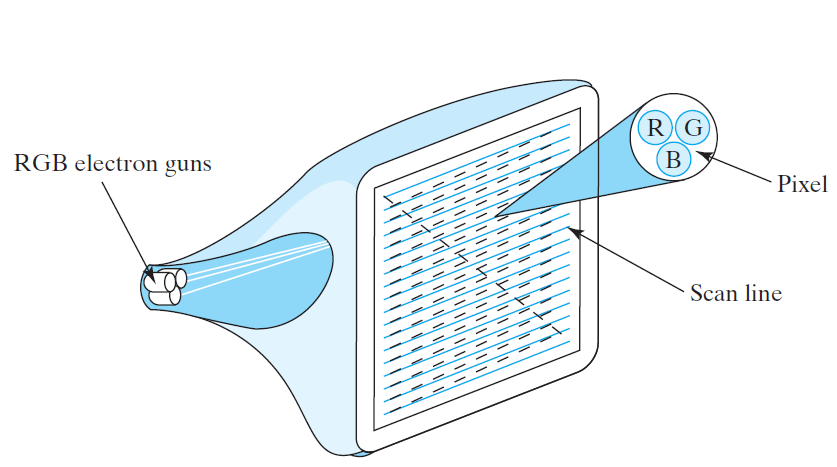 RGB electron guns
R G
B
Pixel
Scan line